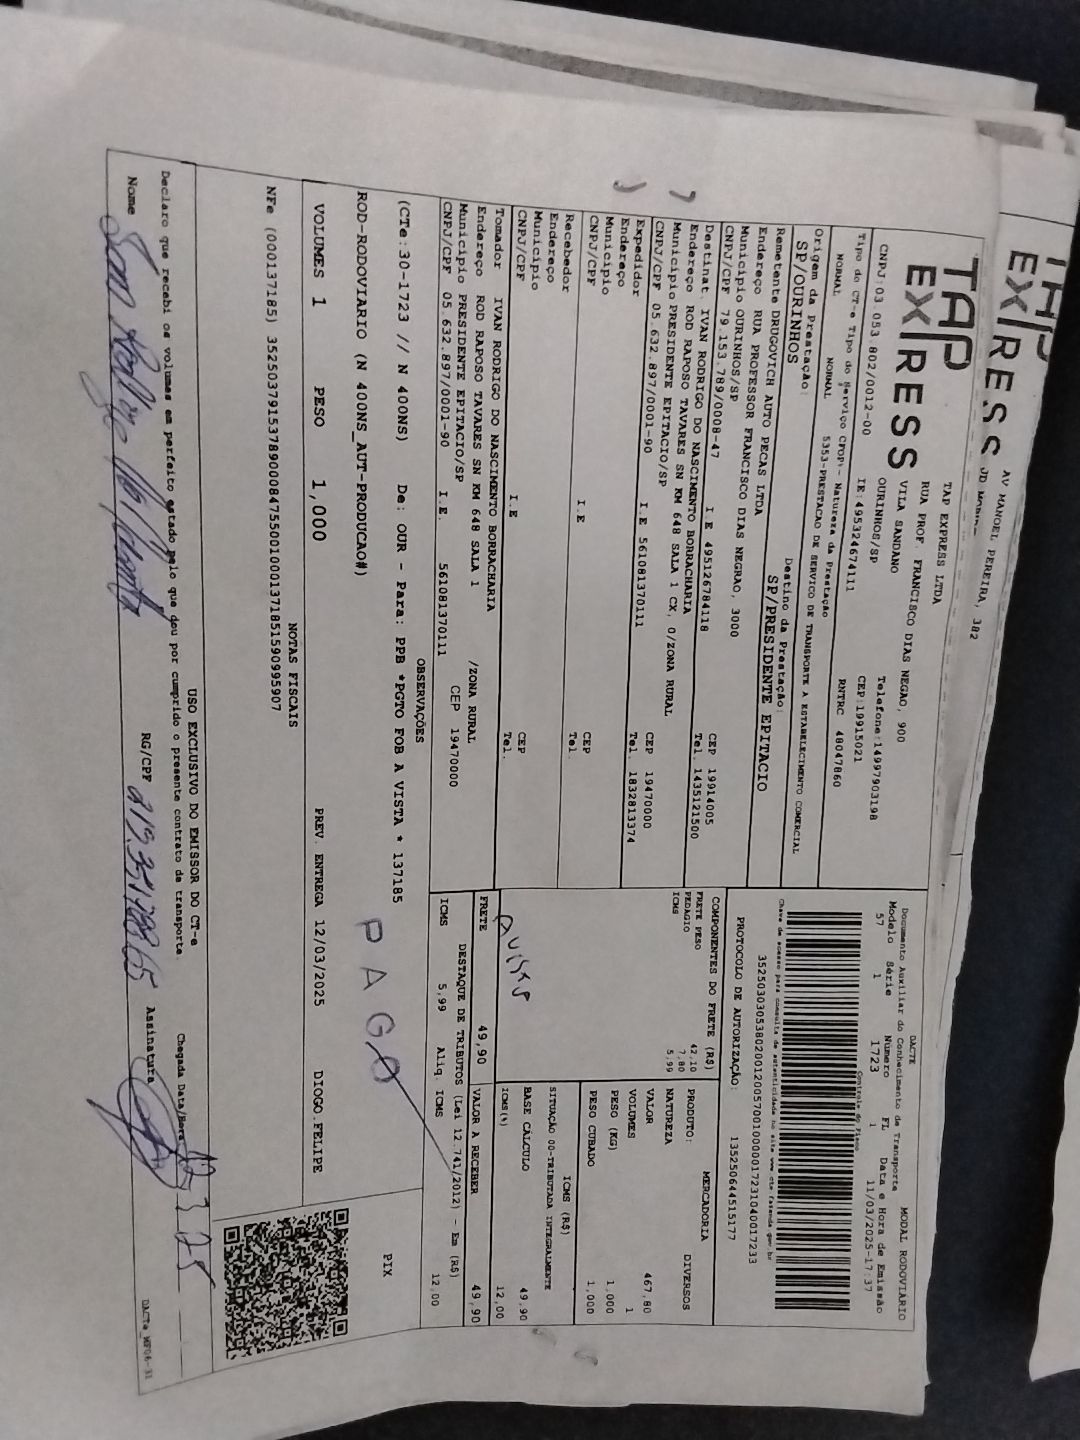 TAP
EX/RESS
AV MANOEL PEREIRA, 382
TAP
EX/RESS
TAP EXPRESS LTDA
RUA PROF. FRANCISCO DIAS NEGAO, 900
VILA SANDANO
OURINHOS/SP
CNPJ:03.053.802/0012-00
IE:495324674111
CEP:19915021
Telefone:14997903198
Tipo do CT-e Tipo do Serviço CFOP:- Natureza da Prestação
NORMAL NORMAL 5353-PRESTACAO DE SERVICO DE TRANSPORTE A ESTABELECIMENTO COMERCIAL
RNTRC 48047860
Origem da Prestação:
SP/OURINHOS
Destino da Prestação:
SP/PRESIDENTE EPITACIO
Remetente DRUGOVICH AUTO PECAS LTDA
Endereço RUA PROFESSOR FRANCISCO DIAS NEGRAO, 3000
Município OURINHOS/SP CEP 19914005
CNPJ/CPF 79.153.789/0008-47 I.E 495126784118 Tel. 1435121500
Destinat. IVAN RODRIGO DO NASCIMENTO BORRACHARIA
Endereço ROD RAPOSO TAVARES SN KM 648 SALA 1 CX, 0/ZONA RURAL
Município PRESIDENTE EPITACIO/SP CEP 19470000
CNPJ/CPF 05.632.897/0001-90 I.E 561081370111 Tel. 1832813374
Expedidor
Endereço
Município CEP
CNPJ/CPF I.E Tel.
Recebedor
Endereço
Município CEP
CNPJ/CPF I.E Tel.
Tomador IVAN RODRIGO DO NASCIMENTO BORRACHARIA
Endereço ROD RAPOSO TAVARES SN KM 648 SALA 1 /ZONA RURAL
Município PRESIDENTE EPITACIO/SP CEP 19470000
CNPJ/CPF 05.632.897/0001-90 I.E. 561081370111
DACTE
Documento Auxiliar do Conhecimento de Transporte
MODAL RODOVIARIO
Modelo Série Número FL Data e Hora de Emissão
57 1 1723 1 11/03/2025-17:37
Controle do Fisco
Chave de acesso para consulta de autenticidade no site www.cte.fazenda.gov.br
35250303053802001200570010000017231040017233
PROTOCOLO DE AUTORIZAÇÃO: 135250644515177
COMPONENTES DO FRETE (R$)
FRETE PESO 42,10
PEDAGIO 7,80
ICMS 5,99
MERCADORIA
PRODUTO: DIVERSOS
NATUREZA
VALOR 467,80
VOLUMES 1
PESO (KG) 1,000
PESO CUBADO 1,000
ICMS (R$)
SITUAÇÃO 00-TRIBUTADA INTEGRALMENTE
BASE CÁLCULO 49,90
ICMS(%) 12,00
FRETE 49,90 VALOR A RECEBER 49,90
DESTAQUE DE TRIBUTOS (Lei 12.741/2012) - Em (R$)
ICMS 5,99 Aliq. ICMS 12,00
OBSERVAÇÕES
(CTe:30-1723 // N 400NS) De: OUR - Para: PPB *PGTO FOB A VISTA * 137185
ROD-RODOVIARIO (N 400NS_AUT-PRODUCAO#)
PAGO
PIX
VOLUMES 1 PESO 1,000 PREV. ENTREGA 12/03/2025 DIOGO.FELIPE
NOTAS FISCAIS
NFe (000137185) 35250379153789000847550010001371851590995907
USO EXCLUSIVO DO EMISSOR DO CT-e
Declaro que recebi os volumes em perfeito estado pelo que dou por cumprido o presente contrato de transporte.
Chegada Data/Hora
Nome RG/CPF Assinatura
DACTe_MP06-31